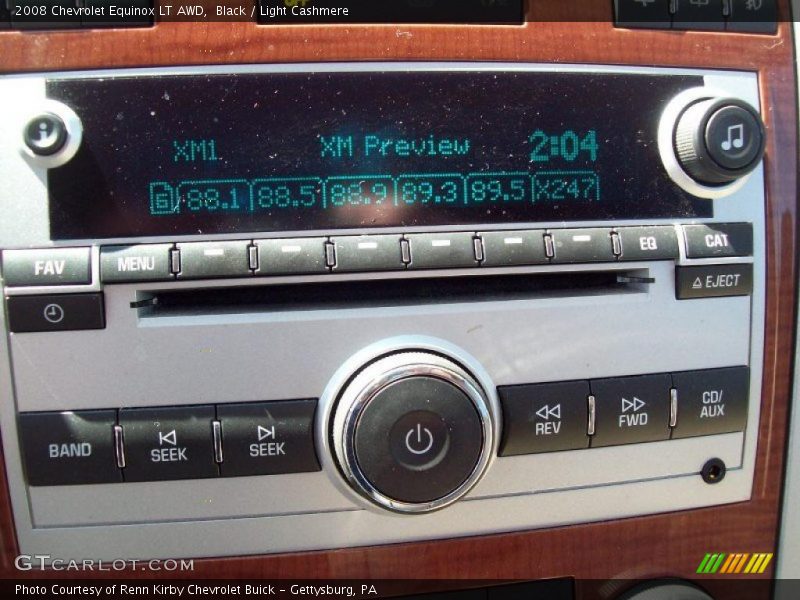 2008 Chevrolet Equinox LT AWD, Black / Light Cashmere
XM1 XM Preview 2:04
6 88.1 88.5 88.9 89.3 89.5 X247
FAV MENU EQ CAT
EJECT
BAND SEEK SEEK REV FWD CD/ AUX
GTCARLOT.COM
Photo Courtesy of Renn Kirby Chevrolet Buick - Gettysburg, PA